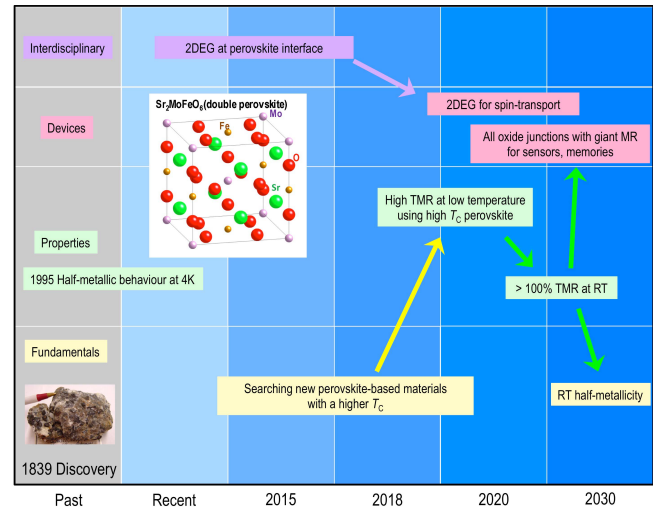 Interdisciplinary
2DEG at perovskite interface
Sr2MoFeO6(double perovskite)
Mo
Fe
O
Sr
2DEG for spin-transport
Devices
All oxide junctions with giant MR
for sensors, memories
High TMR at low temperature
using high TC perovskite
Properties
1995 Half-metallic behaviour at 4K
> 100% TMR at RT
Fundamentals
Searching new perovskite-based materials
with a higher TC
RT half-metallicity
1839 Discovery
Past
Recent
2015
2018
2020
2030